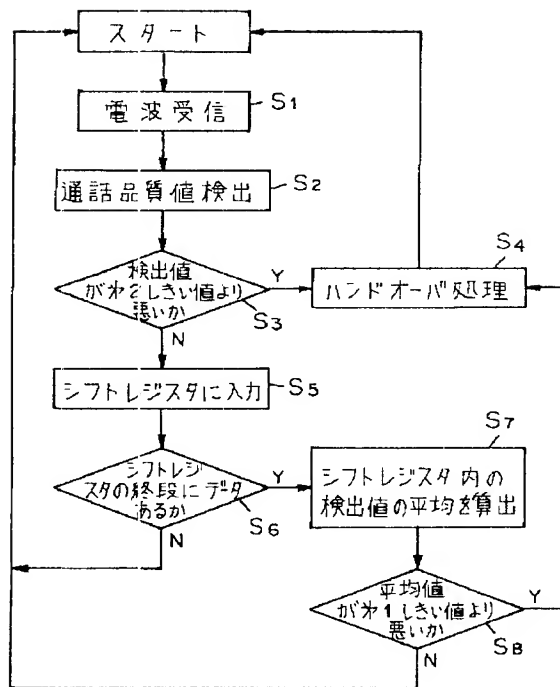 スタート
電波受信
S1
通話品質値検出
S2
検出値
が第2しきい値より
悪いか
Y
S3
N
S4
ハンドオーバ処理
シフトレジスタに入力
S5
シフトレジ
スタの終段にデータ
あるか
Y
S6
N
S7
シフトレジスタ内の
検出値の平均を算出
平均値
が第1しきい値より
悪いか
Y
S8
N